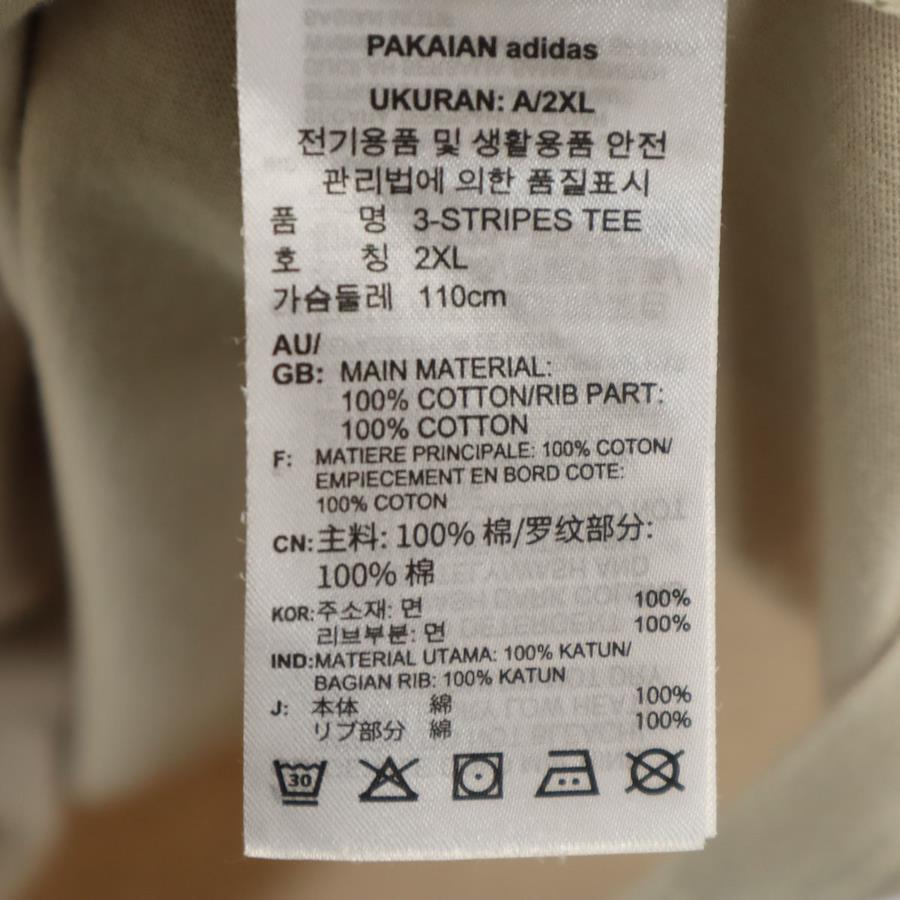 PAKAIAN adidas
UKURAN: A/2XL
전기용품 및 생활용품 안전
관리법에 의한 품질표시
품 명 3-STRIPES TEE
호 칭 2XL
가슴둘레 110cm
AU/
GB: MAIN MATERIAL:
100% COTTON/RIB PART:
100% COTTON
F: MATIERE PRINCIPALE: 100% COTON/
EMPIECEMENT EN BORD COTE:
100% COTON
CN: 主料: 100% 棉/罗纹部分:
100% 棉
KOR: 주소재: 면 100%
리브부분: 면 100%
IND: MATERIAL UTAMA: 100% KATUN/
BAGIAN RIB: 100% KATUN
J: 本体 綿 100%
リブ部分 綿 100%
30